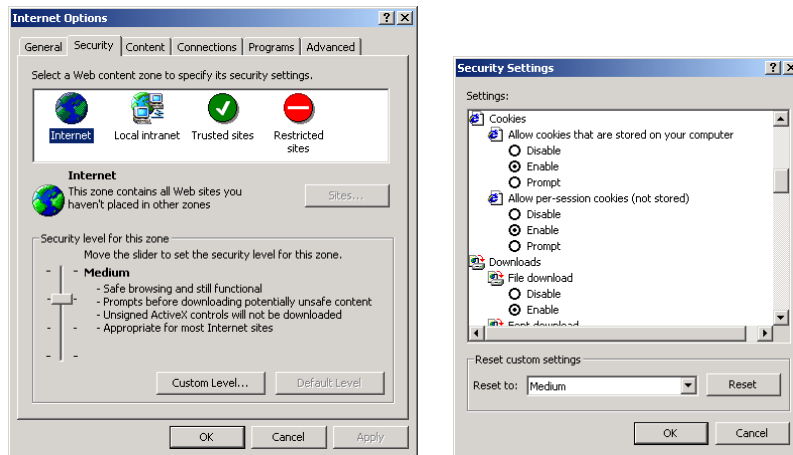 Internet Options
General Security Content Connections Programs Advanced
Select a Web content zone to specify its security settings.
Internet Local intranet Trusted sites Restricted
sites
Internet
This zone contains all Web sites you
haven't placed in other zones
Sites...
Security level for this zone
Move the slider to set the security level for this zone.
Medium
- Safe browsing and still functional
- Prompts before downloading potentially unsafe content
- Unsigned ActiveX controls will not be downloaded
- Appropriate for most Internet sites
Custom Level... Default Level
OK Cancel Apply
Security Settings
Settings:
Cookies
Allow cookies that are stored on your computer
Disable
Enable
Prompt
Allow per-session cookies (not stored)
Disable
Enable
Prompt
Downloads
File download
Disable
Enable
Font download
Reset custom settings
Reset to: Medium Reset
OK Cancel